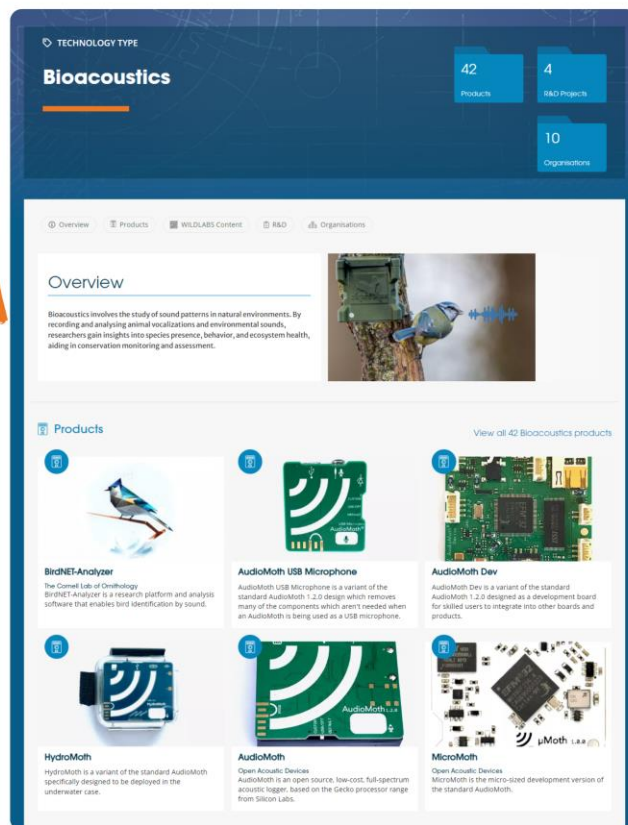 TECHNOLOGY TYPE
Bioacoustics
42
Products
4
R&D Projects
10
Organisations
Overview
Products
WILDLABS Content
R&D
Organisations
Overview
Bioacoustics involves the study of sound patterns in natural environments. By
recording and analysing animal vocalizations and environmental sounds,
researchers gain insights into species presence, behavior, and ecosystem health,
aiding in conservation monitoring and assessment.
Products
View all 42 Bioacoustics products
BirdNET-Analyzer
The Cornell Lab of Ornithology
BirdNET-Analyzer is a research platform and analysis
software that enables bird identification by sound.
AudioMoth
AudioMoth USB Microphone
AudioMoth USB Microphone is a variant of the
standard AudioMoth 1.2.0 design which removes
many of the components which aren't needed when
an AudioMoth is being used as a USB microphone.
AudioMoth Dev
AudioMoth Dev is a variant of the standard
AudioMoth 1.2.0 designed as a development board
for skilled users to integrate into other boards and
products.
HydroMoth
HydroMoth
HydroMoth is a variant of the standard AudioMoth
specifically designed to be deployed in the
underwater case.
AudioMoth 1.2.0
AudioMoth
Open Acoustic Devices
AudioMoth is an open source, low-cost, full-spectrum
acoustic logger, based on the Gecko processor range
from Silicon Labs.
EFM32
μMoth 1.0.0
MicroMoth
Open Acoustic Devices
MicroMoth is the micro-sized development version of
the standard AudioMoth.